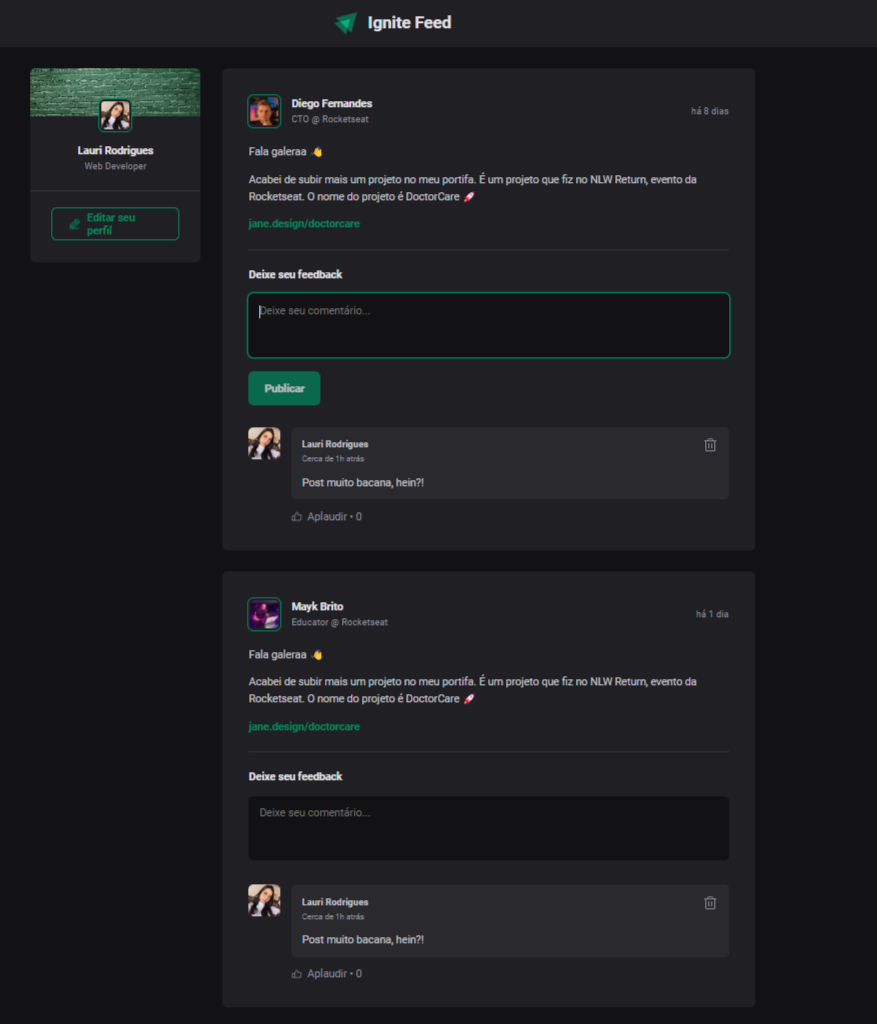 Ignite Feed
Lauri Rodrigues
Web Developer
Editar seu
perfil
Diego Fernandes
CTO @ Rocketseat
há 8 dias
Fala galeraa 👋
Acabei de subir mais um projeto no meu portifa. É um projeto que fiz no NLW Return, evento da
Rocketseat. O nome do projeto é DoctorCare 🚀
jane.design/doctorcare
Deixe seu feedback
Deixe seu comentário...
Publicar
Lauri Rodrigues
Cerca de 1h atrás
Post muito bacana, hein?!
Aplaudir • 0
Mayk Brito
Educator @ Rocketseat
há 1 dia
Fala galeraa 👋
Acabei de subir mais um projeto no meu portifa. É um projeto que fiz no NLW Return, evento da
Rocketseat. O nome do projeto é DoctorCare 🚀
jane.design/doctorcare
Deixe seu feedback
Deixe seu comentário...
Lauri Rodrigues
Cerca de 1h atrás
Post muito bacana, hein?!
Aplaudir • 0